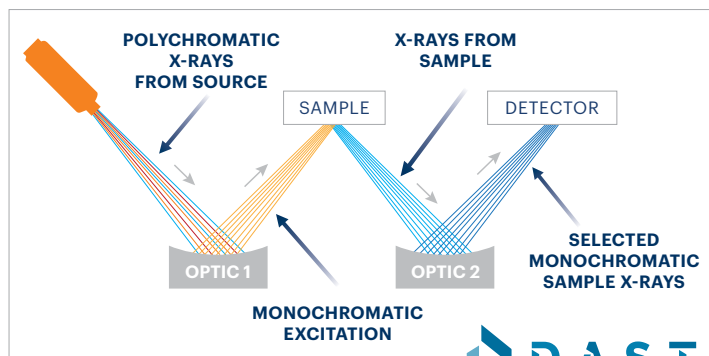 POLYCHROMATIC
X-RAYS
FROM SOURCE
X-RAYS FROM
SAMPLE
SAMPLE
DETECTOR
OPTIC 1
OPTIC 2
MONOCHROMATIC
EXCITATION
SELECTED
MONOCHROMATIC
SAMPLE X-RAYS